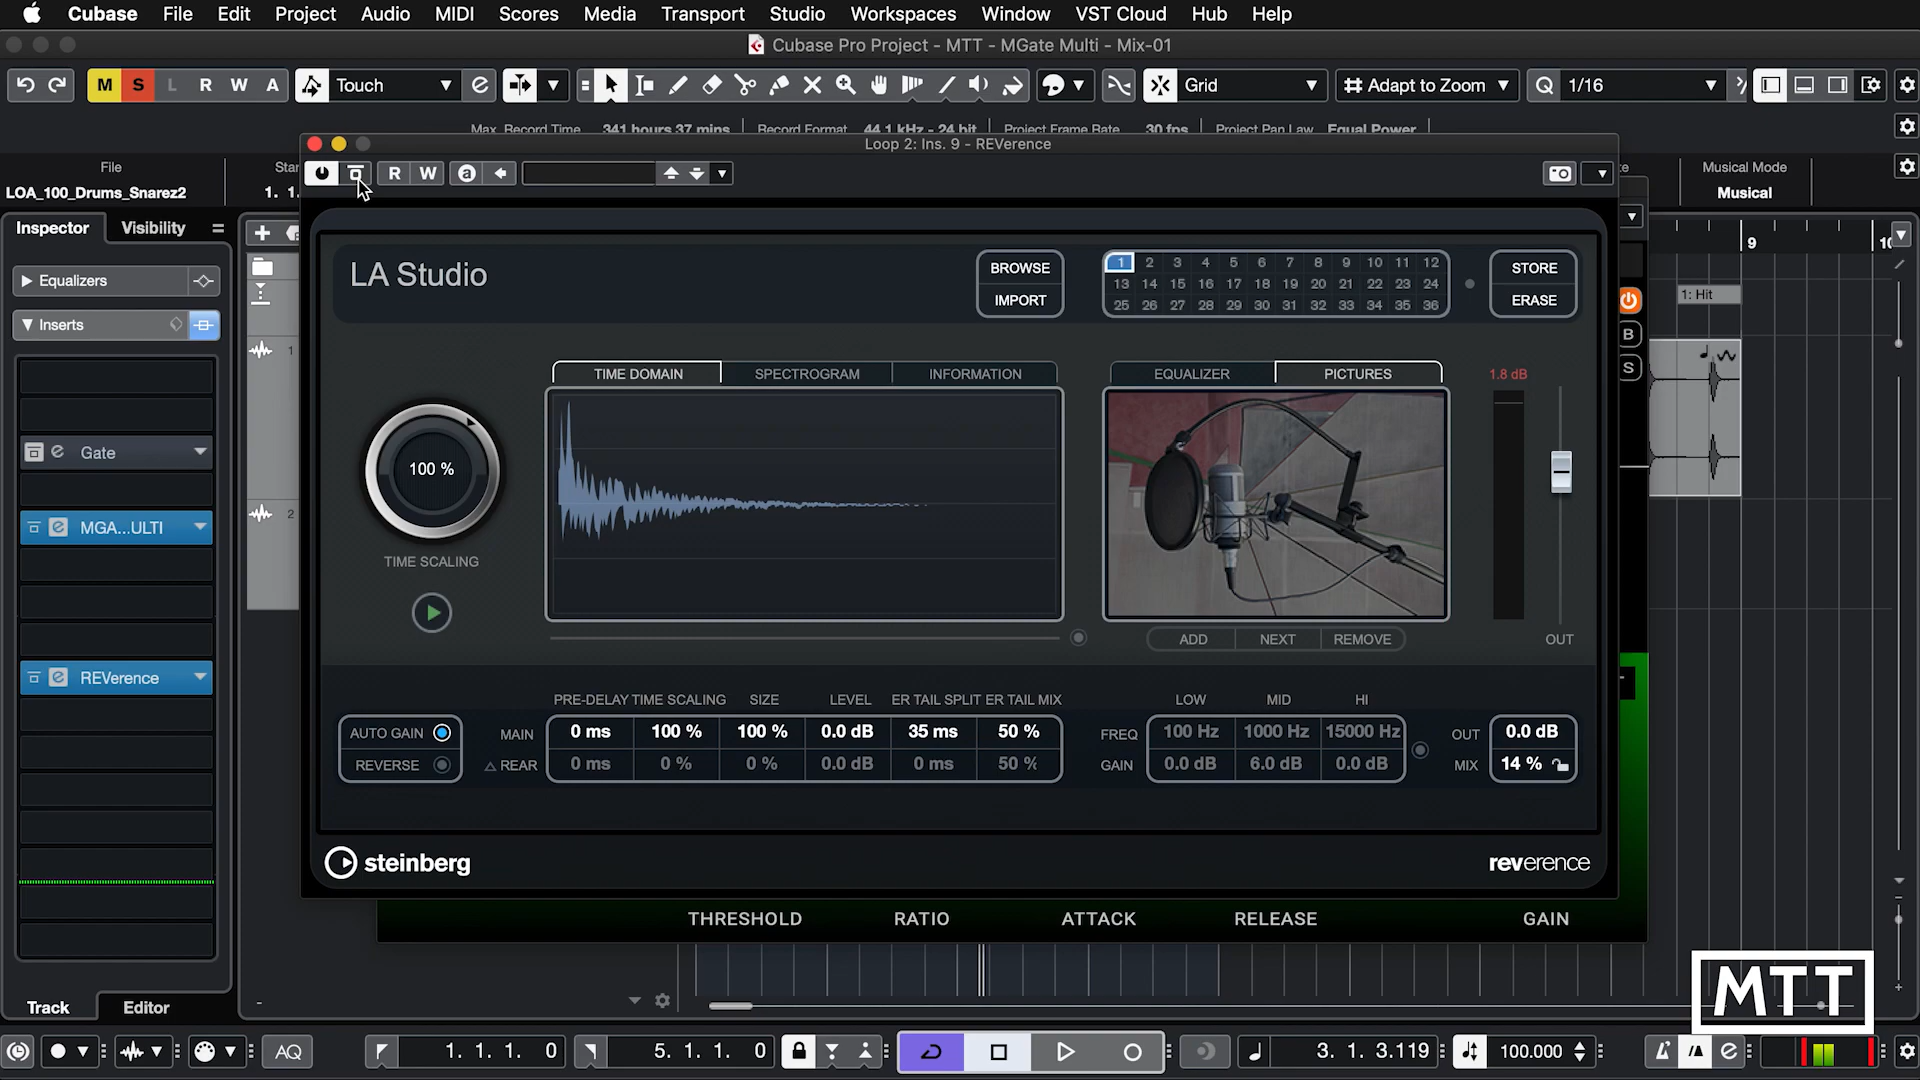 Cubase File Edit Project Audio MIDI Scores Media Transport Studio Workspaces Window VST Cloud Hub Help
Cubase Pro Project - MTT - MGate Multi - Mix-01
M S L R W A Touch Grid Adapt to Zoom Q 1/16
Max Record Time 341 hours 37 mins Record Format 44.1 kHz - 24 bit Project Frame Rate 30 fps Project Pan Law Equal Power
Loop 2: Ins. 9 - REVerence
File
LOA_100_Drums_Snarez2
Musical Mode
Musical
R W a
Inspector Visibility
9
Equalizers
Inserts
LA Studio
BROWSE
IMPORT
1 2 3 4 5 6 7 8 9 10 11 12
13 14 15 16 17 18 19 20 21 22 23 24
25 26 27 28 29 30 31 32 33 34 35 36
STORE
ERASE
1: Hit
B
S
1
2
TIME DOMAIN SPECTROGRAM INFORMATION
EQUALIZER PICTURES
1.8 dB
Gate
MGA...ULTI
REVerence
100 %
TIME SCALING
ADD NEXT REMOVE
OUT
PRE-DELAY TIME SCALING SIZE LEVEL ER TAIL SPLIT ER TAIL MIX
LOW MID HI
AUTO GAIN
REVERSE
MAIN 0 ms 100 % 100 % 0.0 dB 35 ms 50 %
REAR 0 ms 0 % 0 % 0.0 dB 0 ms 50 %
FREQ 100 Hz 1000 Hz 15000 Hz
GAIN 0.0 dB 6.0 dB 0.0 dB
OUT 0.0 dB
MIX 14 %
steinberg
reverence
THRESHOLD RATIO ATTACK RELEASE GAIN
Track Editor
MTT
AQ 1. 1. 1. 0 5. 1. 1. 0 3. 1. 3.119 100.000